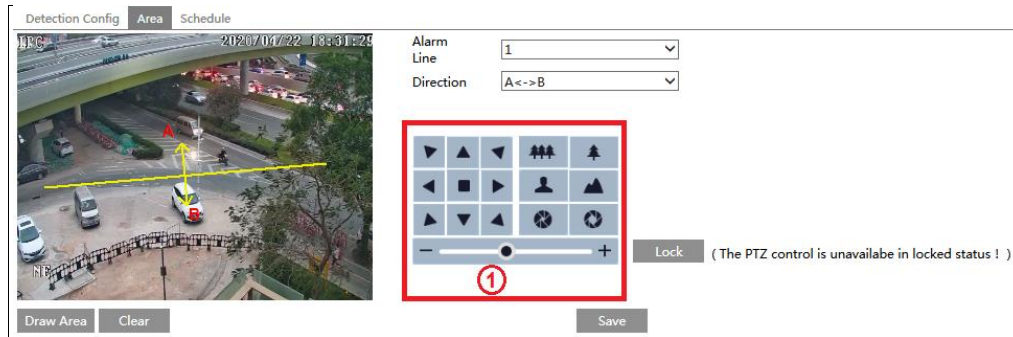 Detection Config Area Schedule
IPC 2020/04/22 18:31:29
Alarm Line 1
Direction A<->B
A
B
NE
①
Lock (The PTZ control is unavailabe in locked status ! )
Draw Area Clear Save